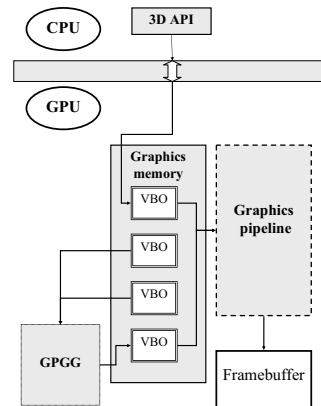 CPU
3D API
GPU
Graphics
memory
VBO
VBO
VBO
VBO
Graphics
pipeline
GPGG
Framebuffer